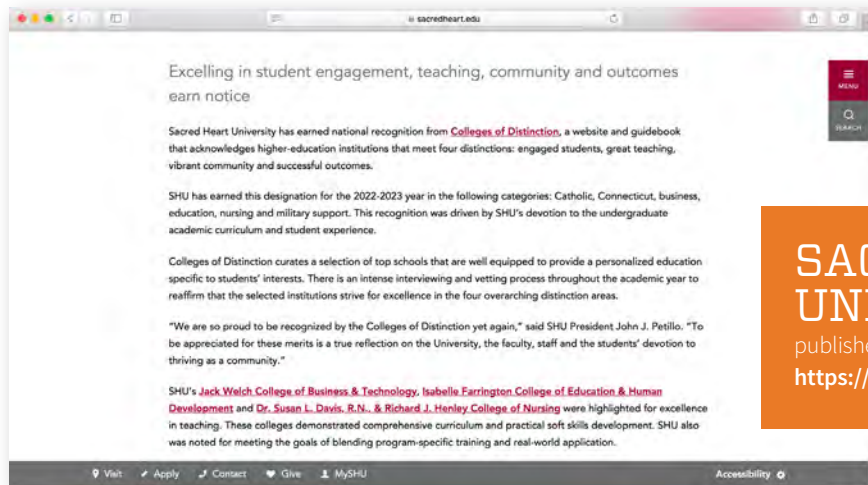 sacredheart.edu
Excelling in student engagement, teaching, community and outcomes
earn notice
MENU
SEARCH
Sacred Heart University has earned national recognition from Colleges of Distinction, a website and guidebook
that acknowledges higher-education institutions that meet four distinctions: engaged students, great teaching,
vibrant community and successful outcomes.
SHU has earned this designation for the 2022-2023 year in the following categories: Catholic, Connecticut, business,
education, nursing and military support. This recognition was driven by SHU's devotion to the undergraduate
academic curriculum and student experience.
Colleges of Distinction curates a selection of top schools that are well equipped to provide a personalized education
specific to students' interests. There is an intense interviewing and vetting process throughout the academic year to
reaffirm that the selected institutions strive for excellence in the four overarching distinction areas.
"We are so proud to be recognized by the Colleges of Distinction yet again," said SHU President John J. Petillo. "To
be appreciated for these merits is a true reflection on the University, the faculty, staff and the students' devotion to
thriving as a community."
SHU's Jack Welch College of Business & Technology, Isabelle Farrington College of Education & Human
Development and Dr. Susan L. Davis, R.N., & Richard J. Henley College of Nursing were highlighted for excellence
in teaching. These colleges demonstrated comprehensive curriculum and practical soft skills development. SHU also
was noted for meeting the goals of blending program-specific training and real-world application.
Visit Apply Contact Give MySHU Accessibility
SAC
UNI
publishe
https://